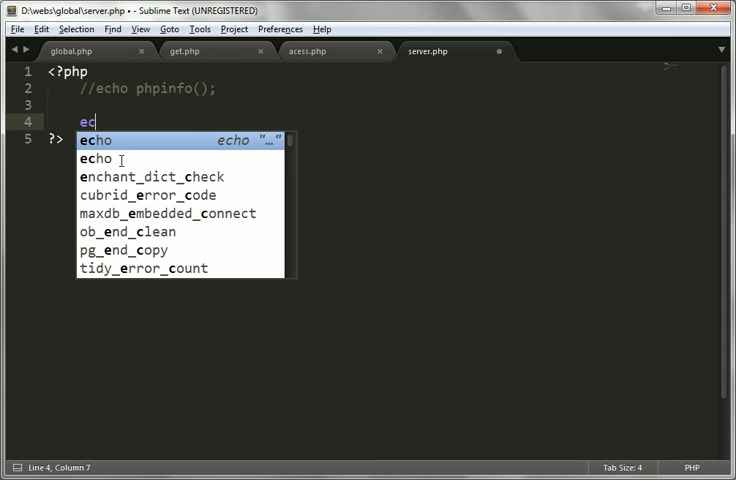 D:\webs\global\server.php • - Sublime Text (UNREGISTERED)
File Edit Selection Find View Goto Tools Project Preferences Help
global.php × get.php × acess.php × server.php
1 <?php
2 //echo phpinfo();
3
4 ec
echo echo "…"
5 ?>
echo
enchant_dict_check
cubrid_error_code
maxdb_embedded_connect
ob_end_clean
pg_end_copy
tidy_error_count
Line 4, Column 7 Tab Size: 4 PHP